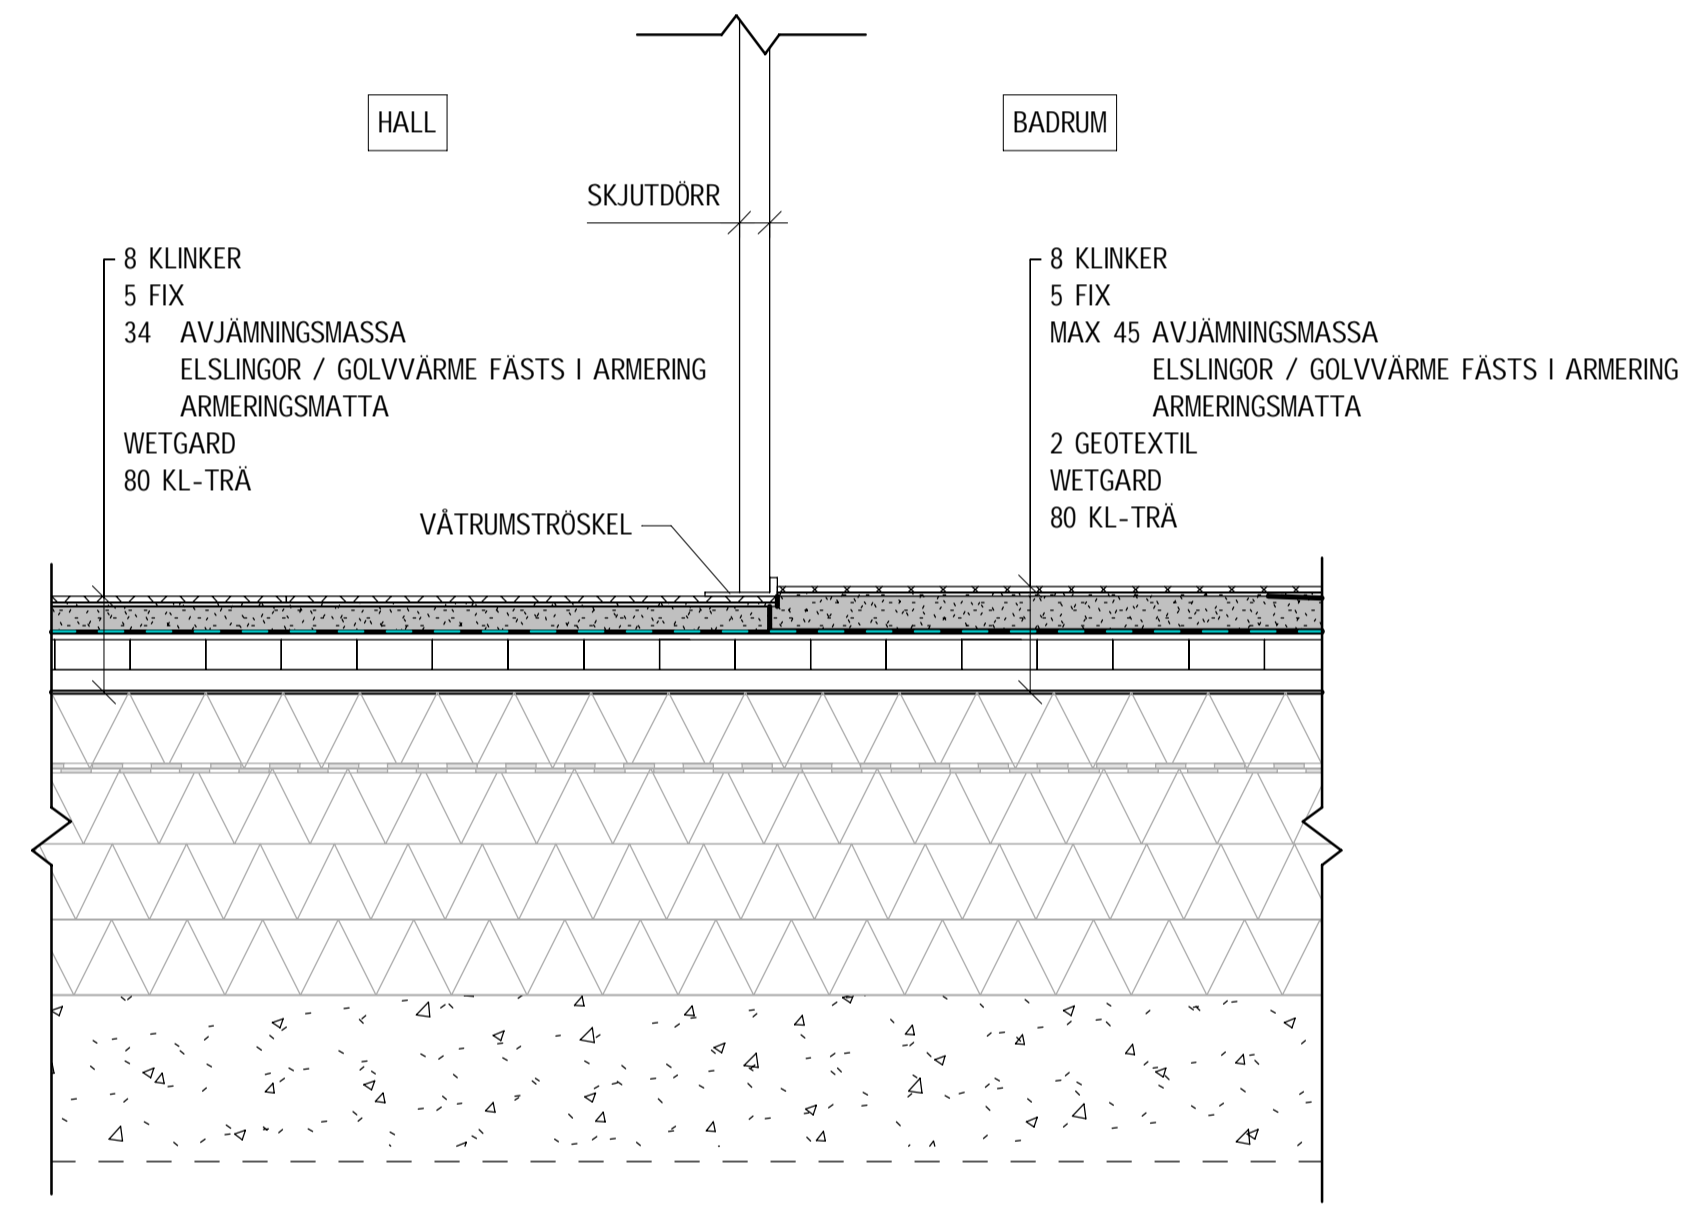 HALL
BADRUM
SKJUTDÖRR
8 KLINKER
5 FIX
34 AVJÄMNINGSMASSA
ELSLINGOR / GOLVVÄRME FÄSTS I ARMERING
ARMERINGSMATTA
WETGARD
80 KL-TRÄ
8 KLINKER
5 FIX
MAX 45 AVJÄMNINGSMASSA
ELSLINGOR / GOLVVÄRME FÄSTS I ARMERING
ARMERINGSMATTA
2 GEOTEXTIL
WETGARD
80 KL-TRÄ
VÅTRUMSTRÖSKEL